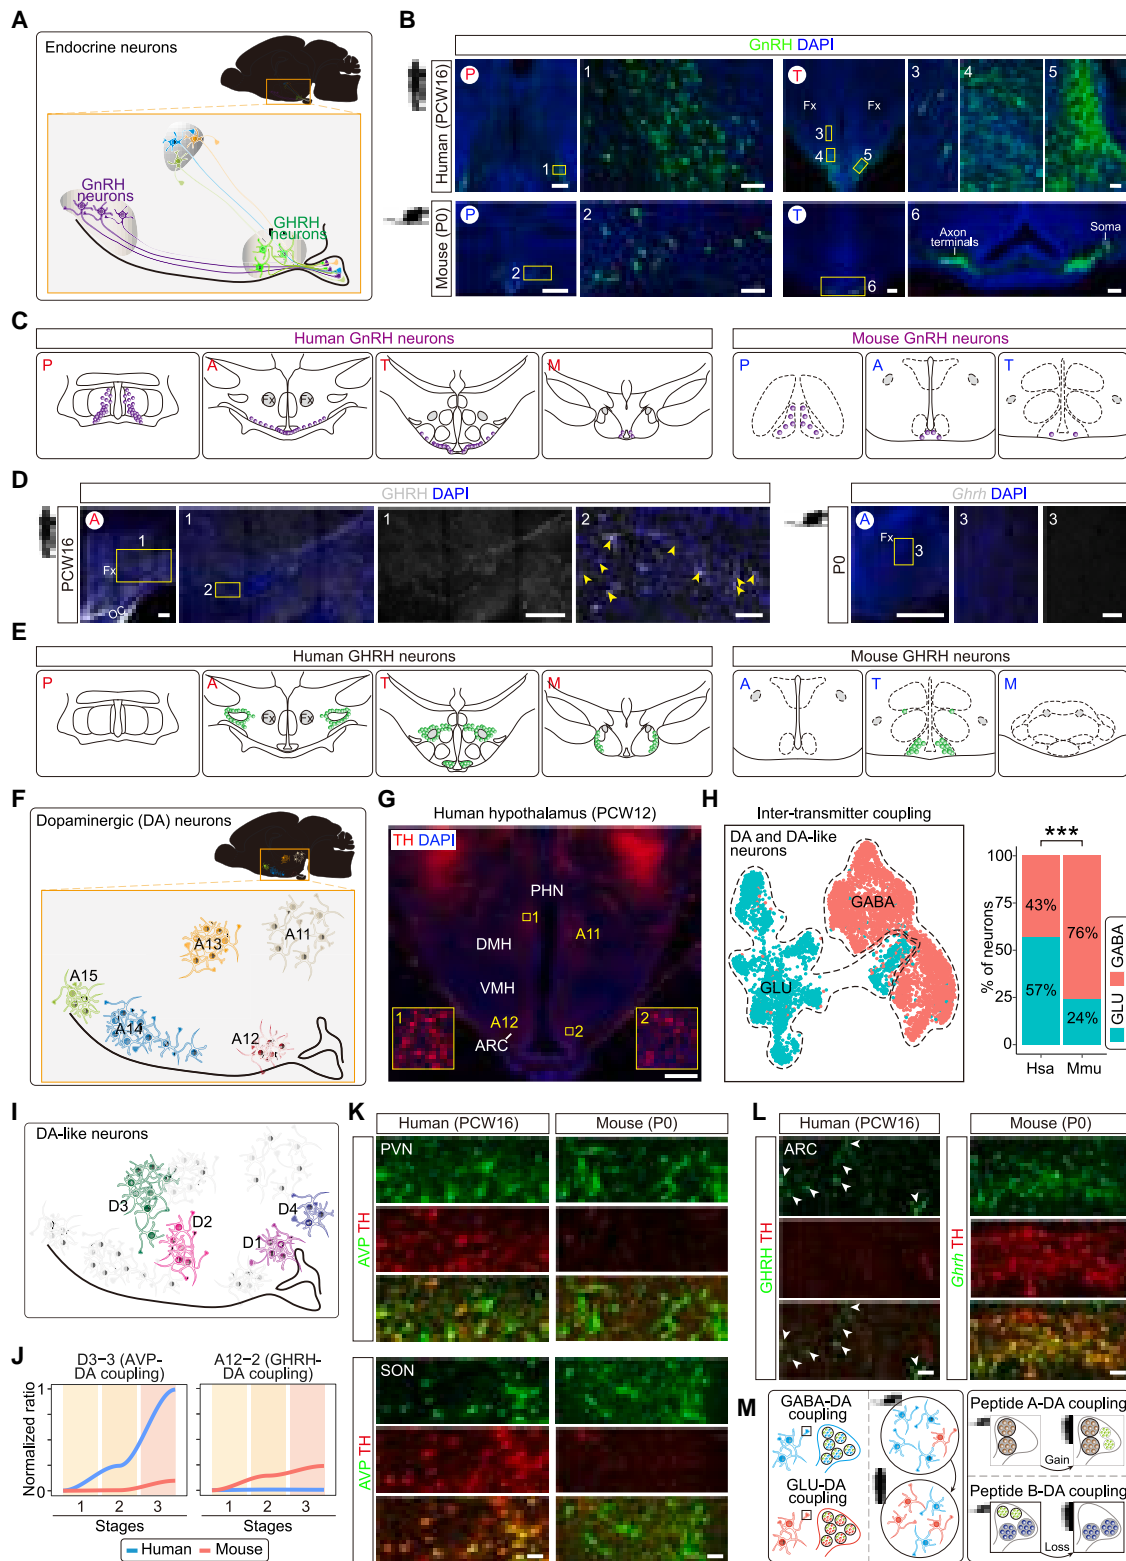 A
Endocrine neurons
GnRH
neurons
GHRH
neurons
B
GnRH DAPI
Human (PCW16)
P
1
1
T
Fx
Fx
3
4
5
3
4
5
Mouse (P0)
P
2
2
T
6
6
Axon
terminals
Soma
C
Human GnRH neurons
Mouse GnRH neurons
P
A
Fx
Fx
T
M
P
A
T
D
GHRH DAPI
Ghrh DAPI
PCW16
A
1
Fx
OC
1
2
1
2
P0
A
Fx
3
3
3
E
Human GHRH neurons
Mouse GHRH neurons
P
A
Fx
Fx
T
M
A
T
M
F
Dopaminergic (DA) neurons
A13
A11
A15
A14
A12
G
Human hypothalamus (PCW12)
TH DAPI
PHN
1
A11
DMH
VMH
A12
ARC
2
1
2
H
Inter-transmitter coupling
DA and DA-like
neurons
GABA
GLU
***
% of neurons
100
75
50
25
0
43%
57%
76%
24%
Hsa
Mmu
GLU
GABA
I
DA-like neurons
D3
D2
D4
D1
J
D3-3 (AVP-
DA coupling)
A12-2 (GHRH-
DA coupling)
Normalized ratio
1
0
1
2
3
1
2
3
Stages
Stages
Human
Mouse
K
Human (PCW16)
Mouse (P0)
AVP TH
PVN
AVP TH
SON
L
Human (PCW16)
Mouse (P0)
GHRH TH
ARC
Ghrh TH
M
GABA-DA
coupling
GLU-DA
coupling
Peptide A-DA coupling
Gain
Peptide B-DA coupling
Loss